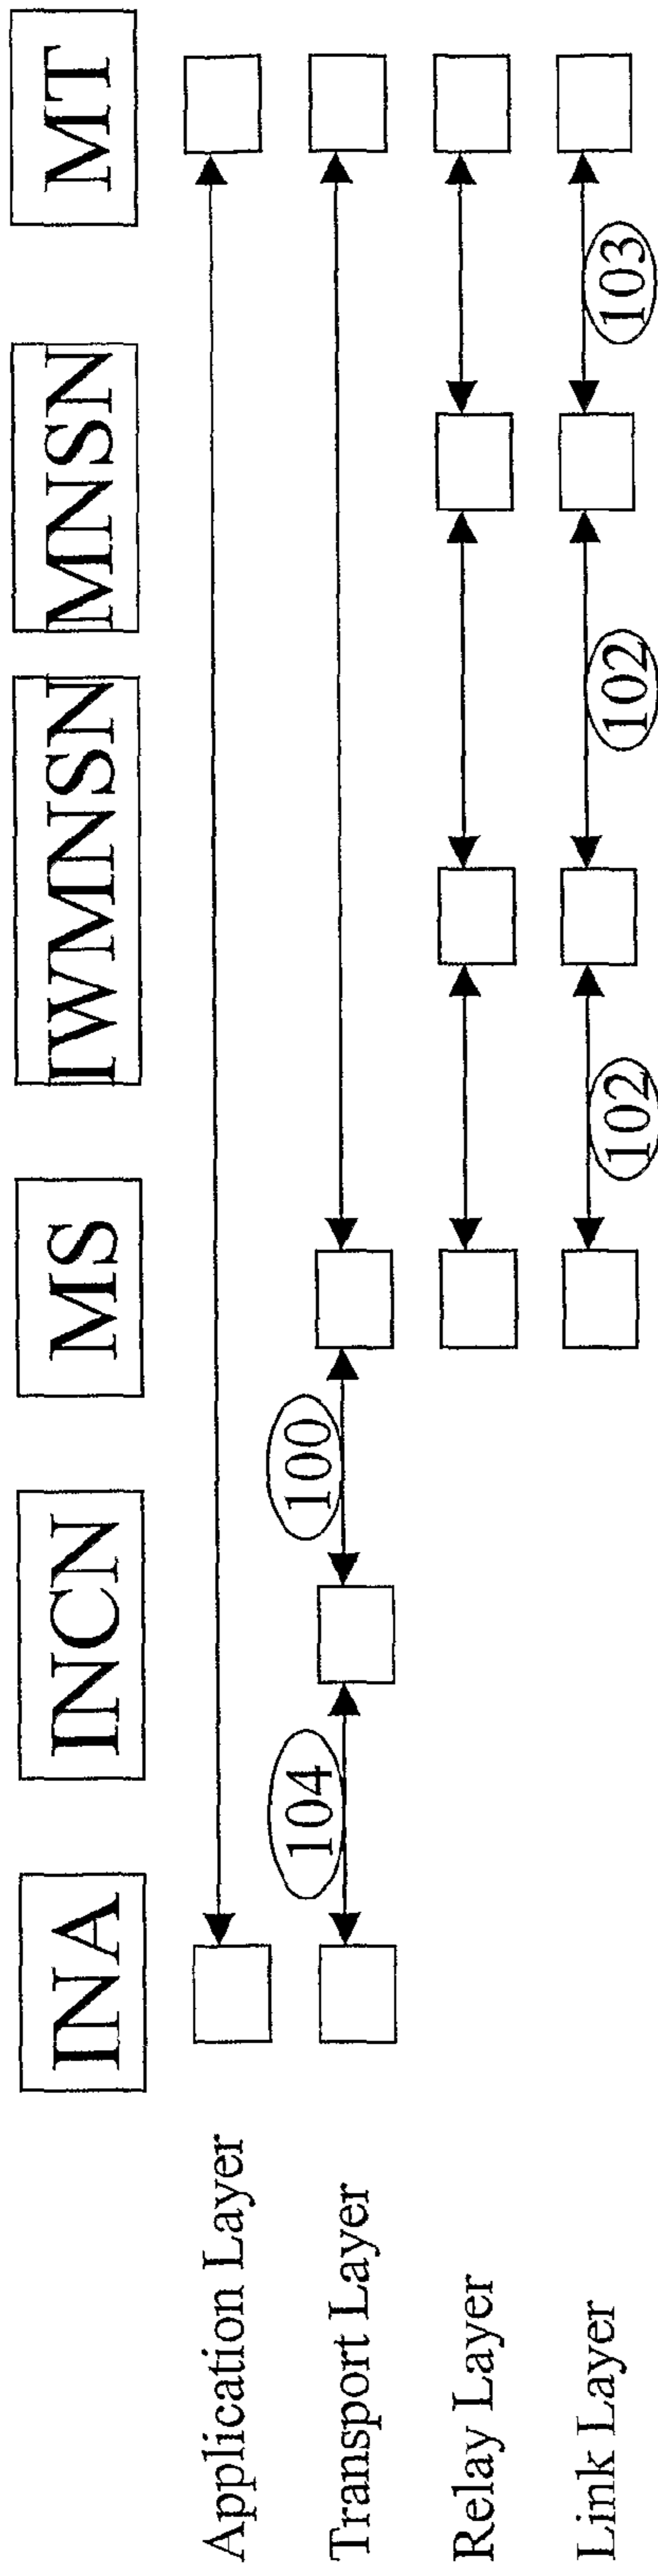 INA INCN MS IWMNSN MNSN MT
Application Layer
104 100
Transport Layer
Relay Layer
102 102 103
Link Layer